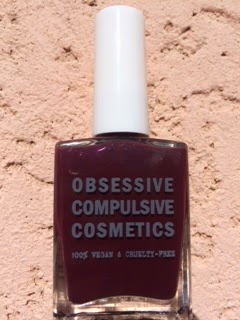 OBSESSIVE
COMPULSIVE
COSMETICS
100% VEGAN & CRUELTY-FREE